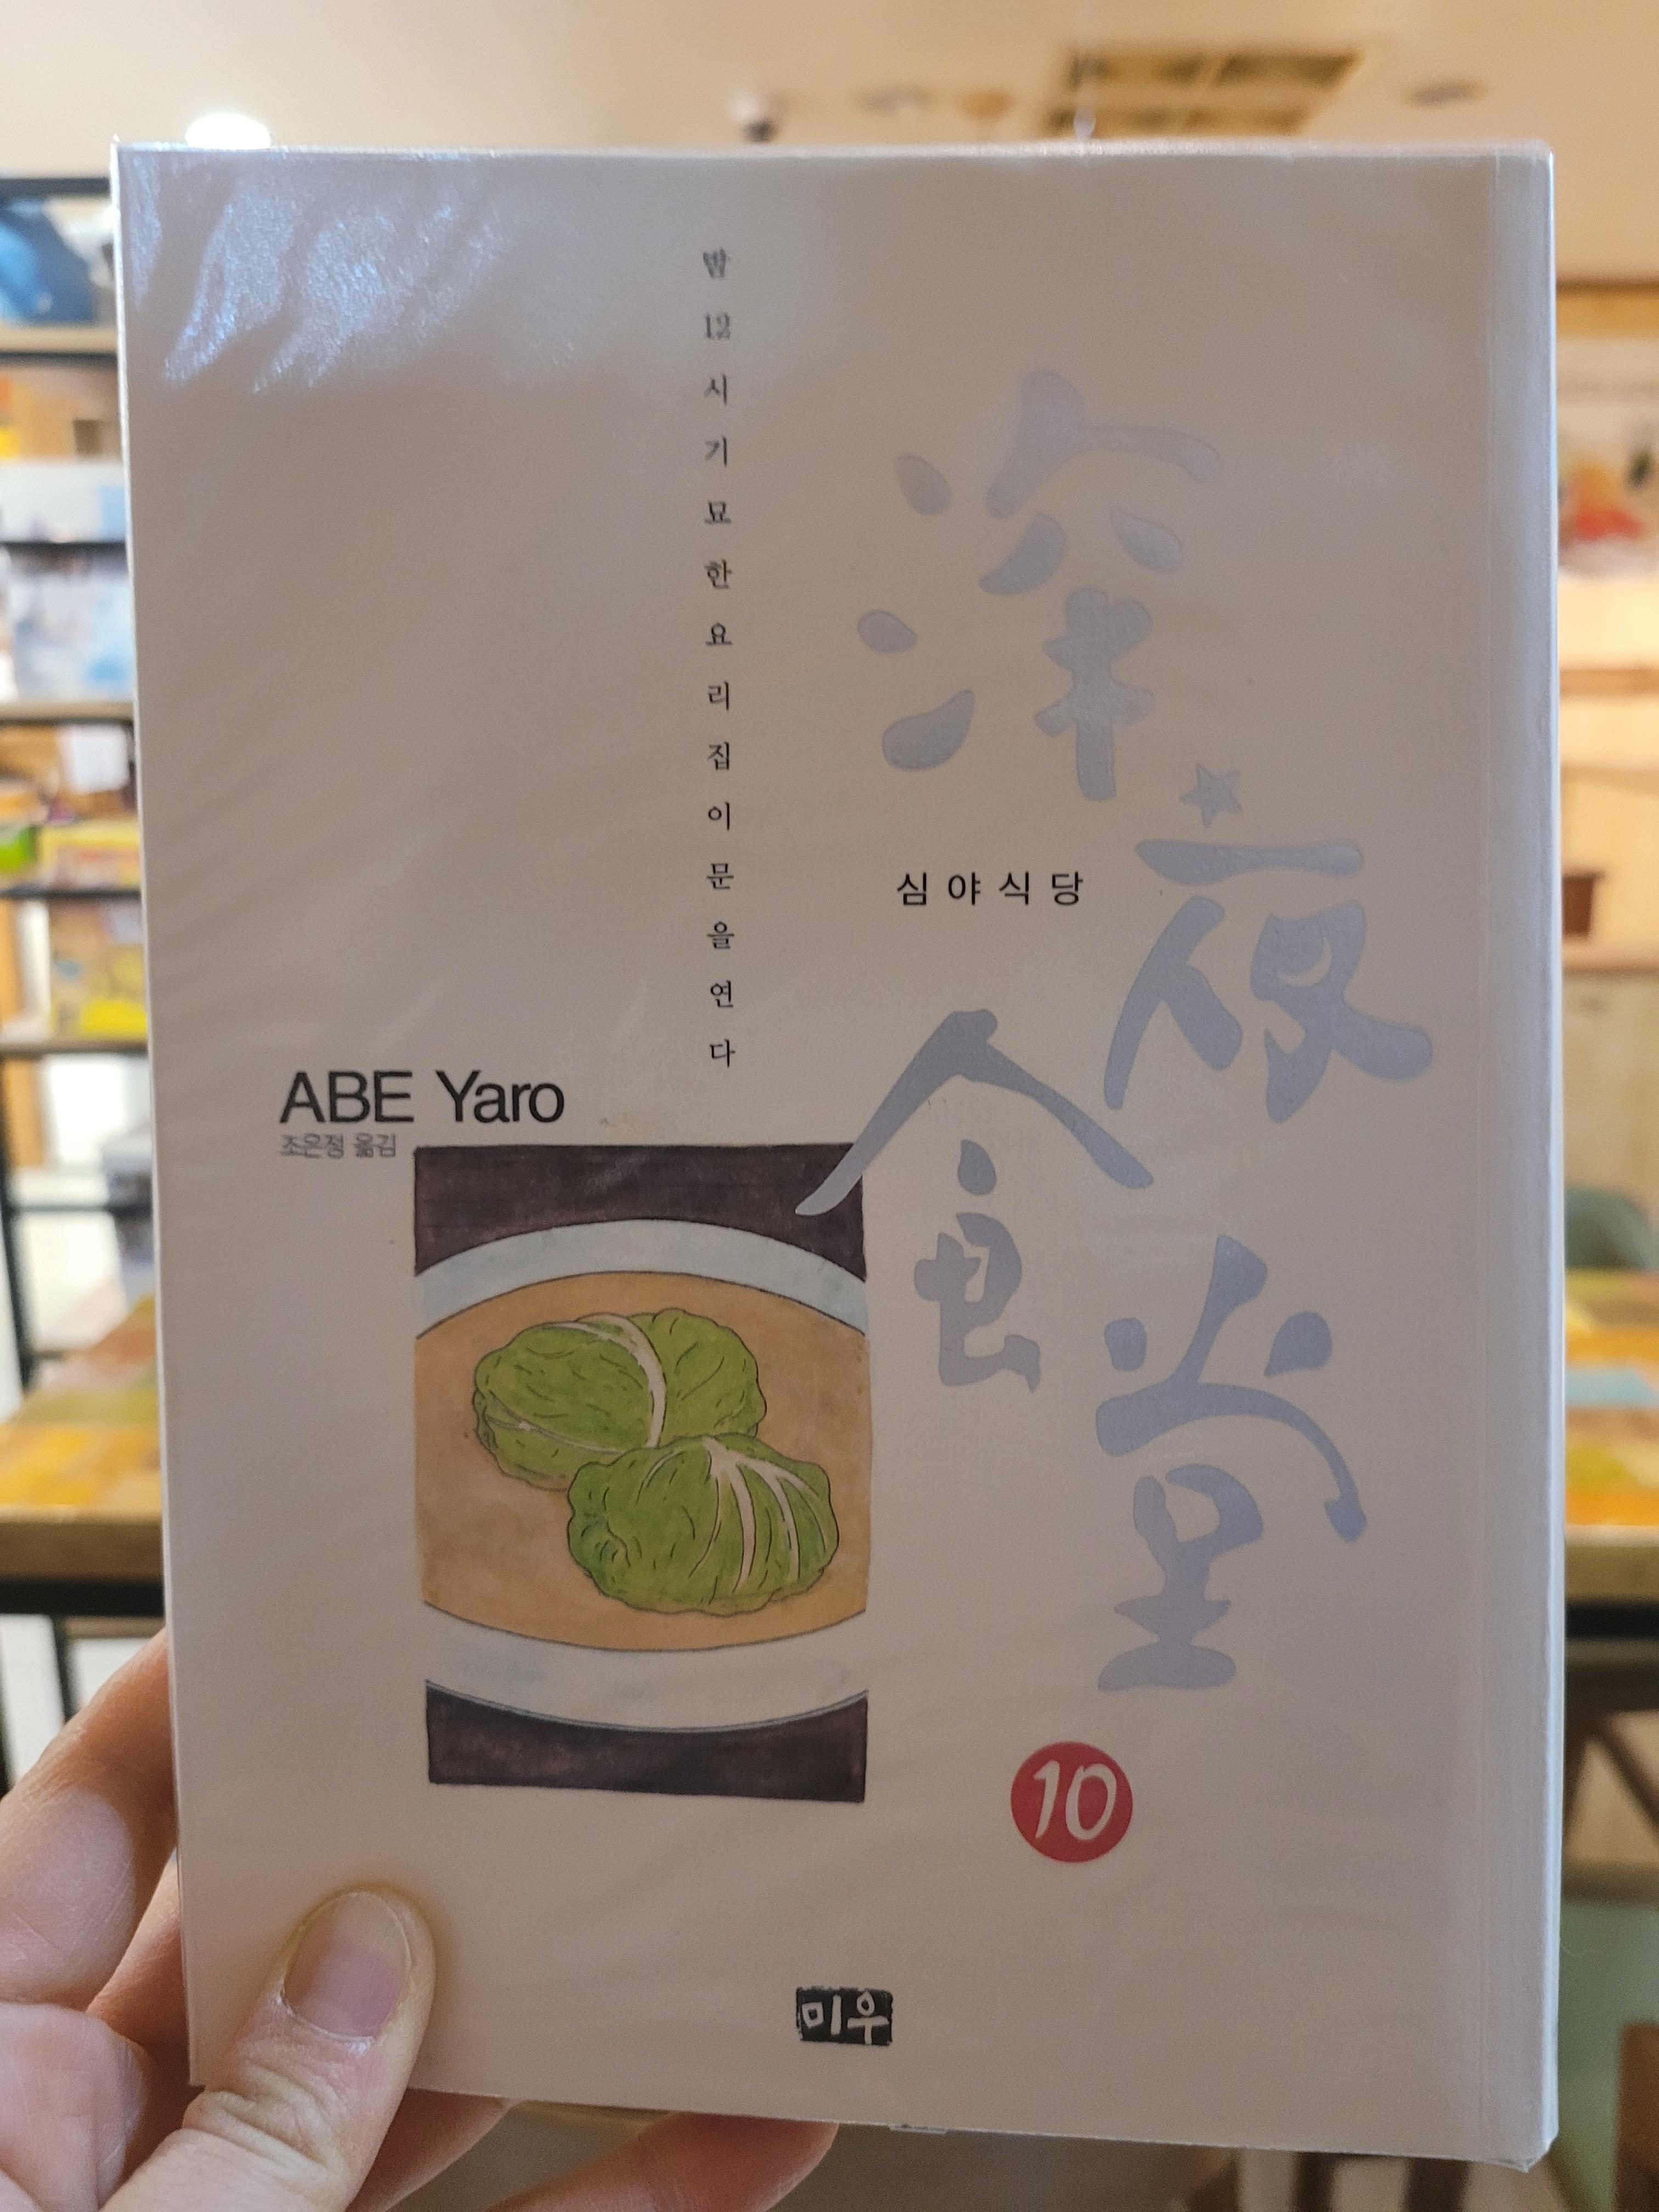 밤12시 기묘한 요리집이 문을 연다
深夜食堂
심야식당
ABE Yaro
조은정 옮김
10
미우